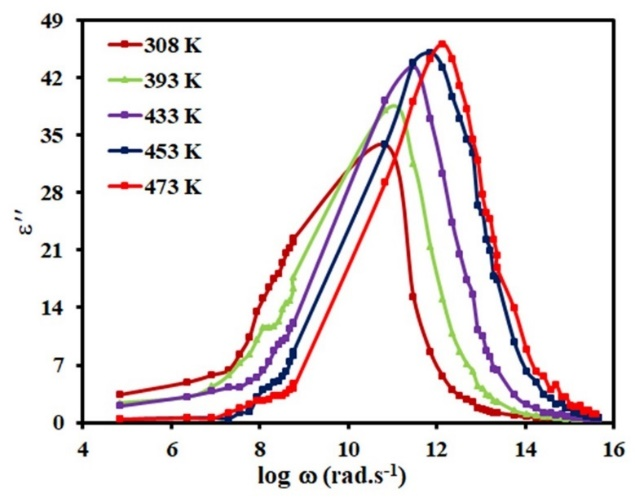 49
42
35
28
21
14
7
0
ε″
308 K
393 K
433 K
453 K
473 K
4 6 8 10 12 14 16
log ω (rad.s⁻¹)